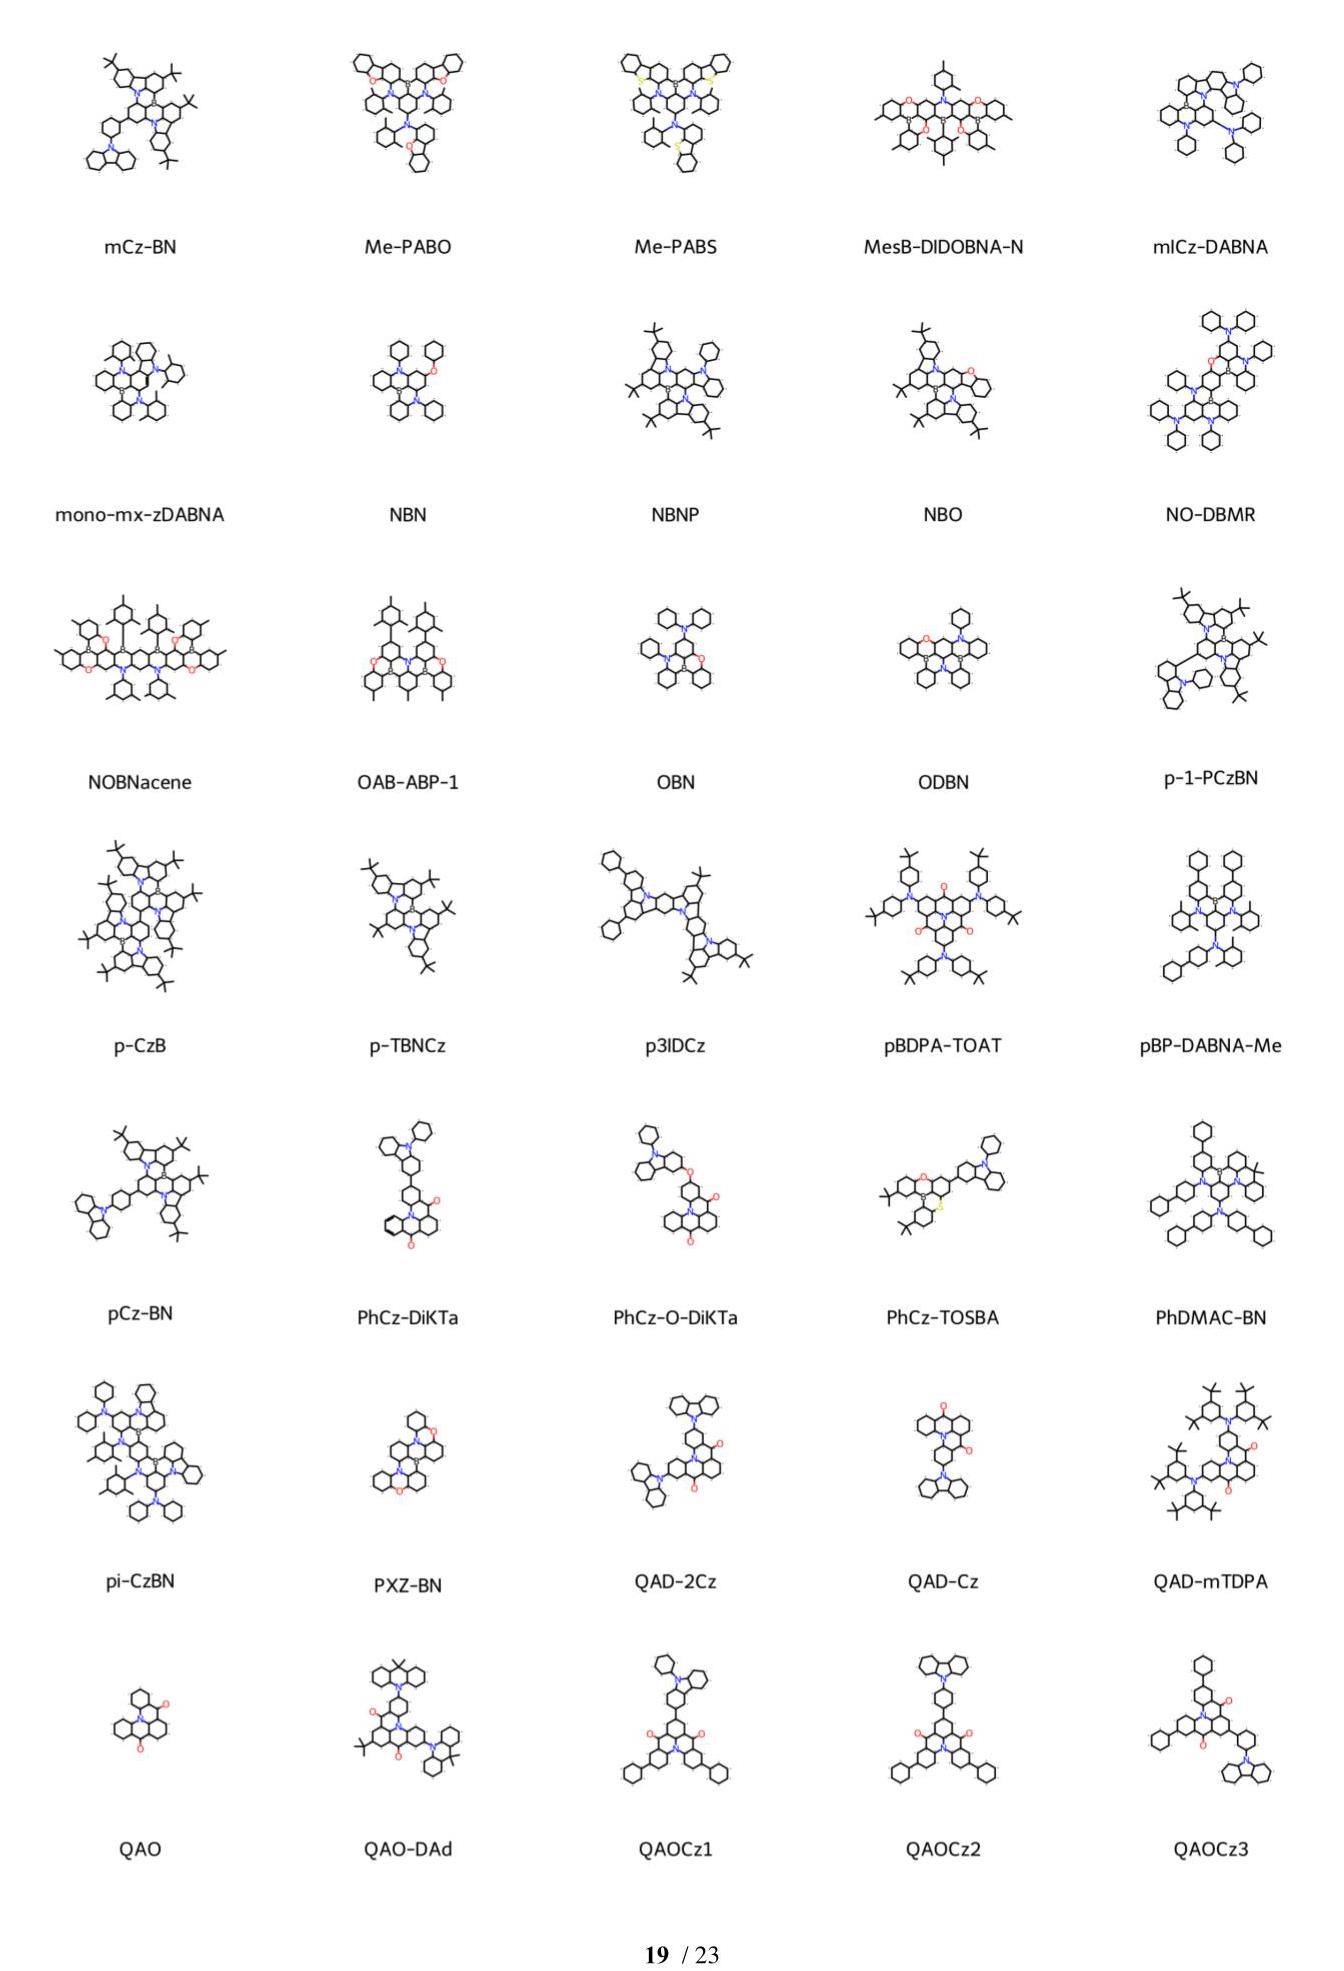 mCz-BN Me-PABO Me-PABS MesB-DIDOBNA-N mICz-DABNA
mono-mx-zDABNA NBN NBNP NBO NO-DBMR
NOBNacene OAB-ABP-1 OBN ODBN p-1-PCzBN
p-CzB p-TBNCz p3IDCz pBDPA-TOAT pBP-DABNA-Me
pCz-BN PhCz-DiKTa PhCz-O-DiKTa PhCz-TOSBA PhDMAC-BN
pi-CzBN PXZ-BN QAD-2Cz QAD-Cz QAD-mTDPA
QAO QAO-DAd QAOCz1 QAOCz2 QAOCz3
19 / 23